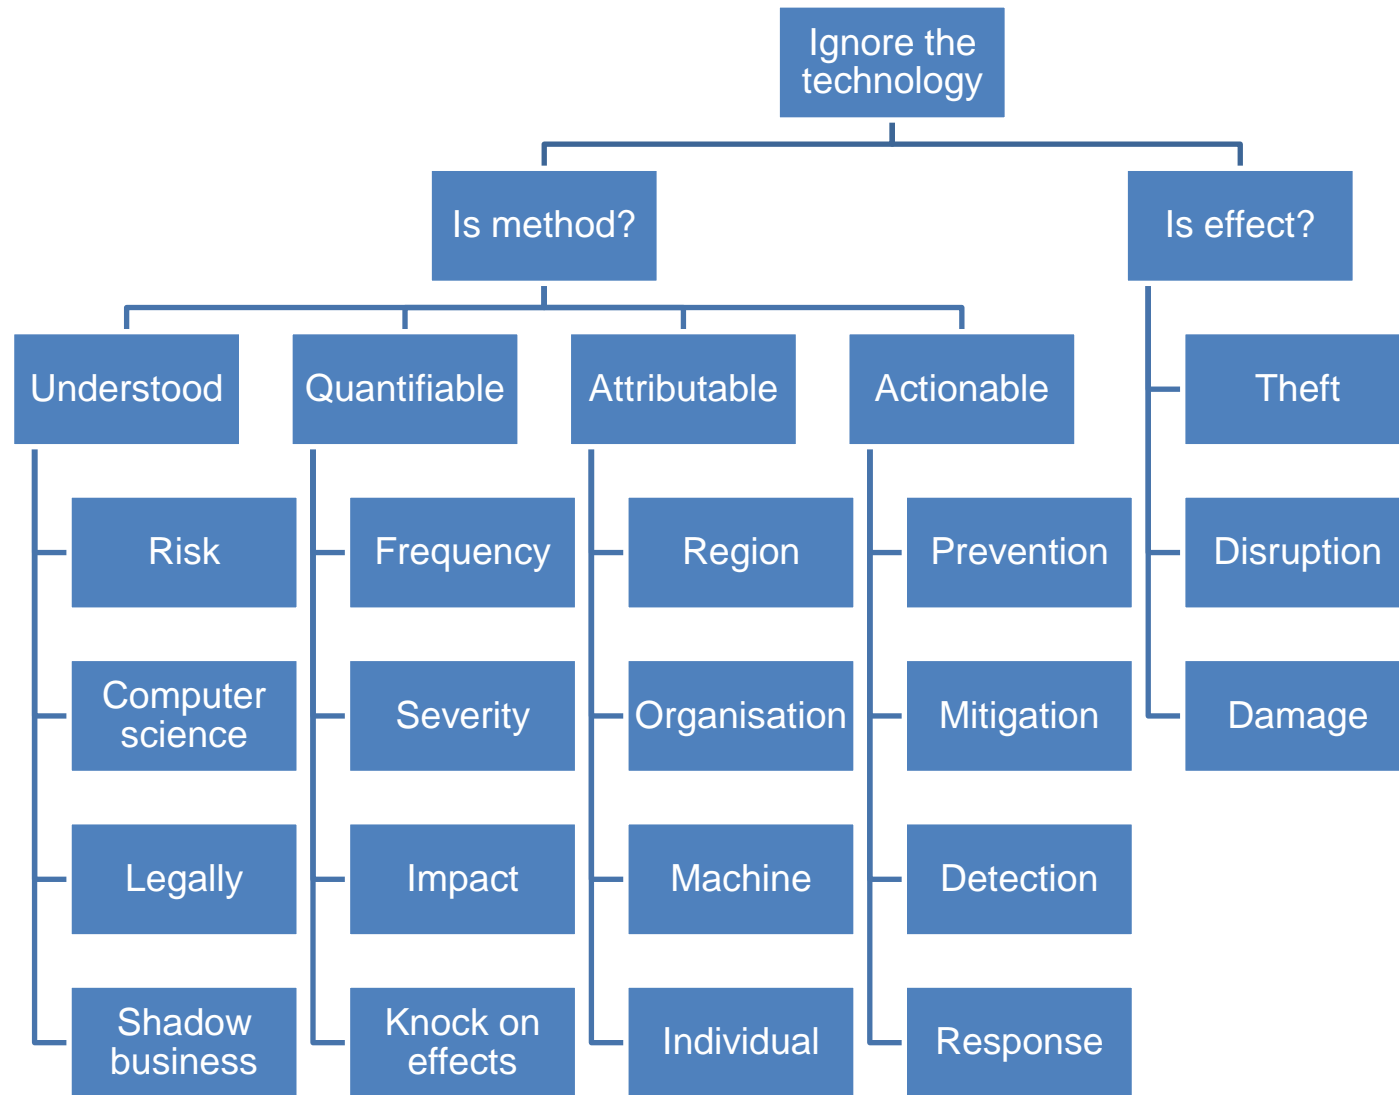 Ignore the
technology
Is method?
Is effect?
Understood
Quantifiable
Attributable
Actionable
Theft
Risk
Frequency
Region
Prevention
Disruption
Computer
science
Severity
Organisation
Mitigation
Damage
Legally
Impact
Machine
Detection
Shadow
business
Knock on
effects
Individual
Response